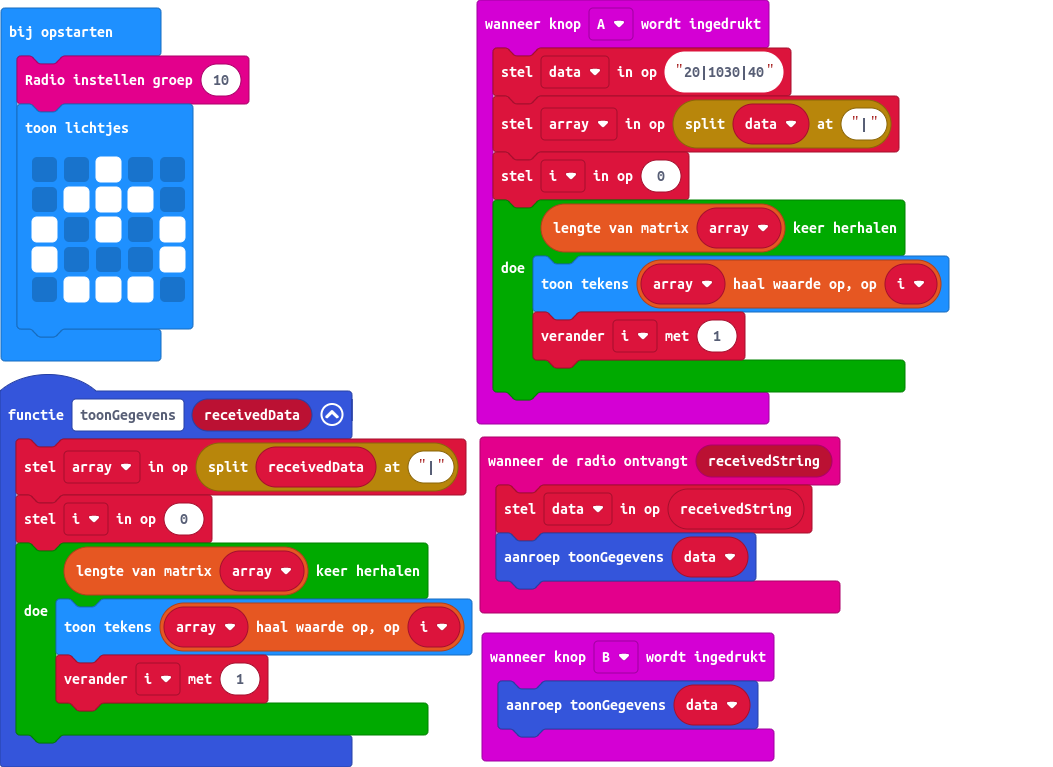 bij opstarten
Radio instellen groep 10
toon lichtjes
functie toonGegevens receivedData
stel array in op split receivedData at "|"
stel i in op 0
lengte van matrix array keer herhalen
doe
toon tekens array haal waarde op, op i
verander i met 1
wanneer knop A wordt ingedrukt
stel data in op "20|1030|40"
stel array in op split data at "|"
stel i in op 0
lengte van matrix array keer herhalen
doe
toon tekens array haal waarde op, op i
verander i met 1
wanneer de radio ontvangt receivedString
stel data in op receivedString
aanroep toonGegevens data
wanneer knop B wordt ingedrukt
aanroep toonGegevens data